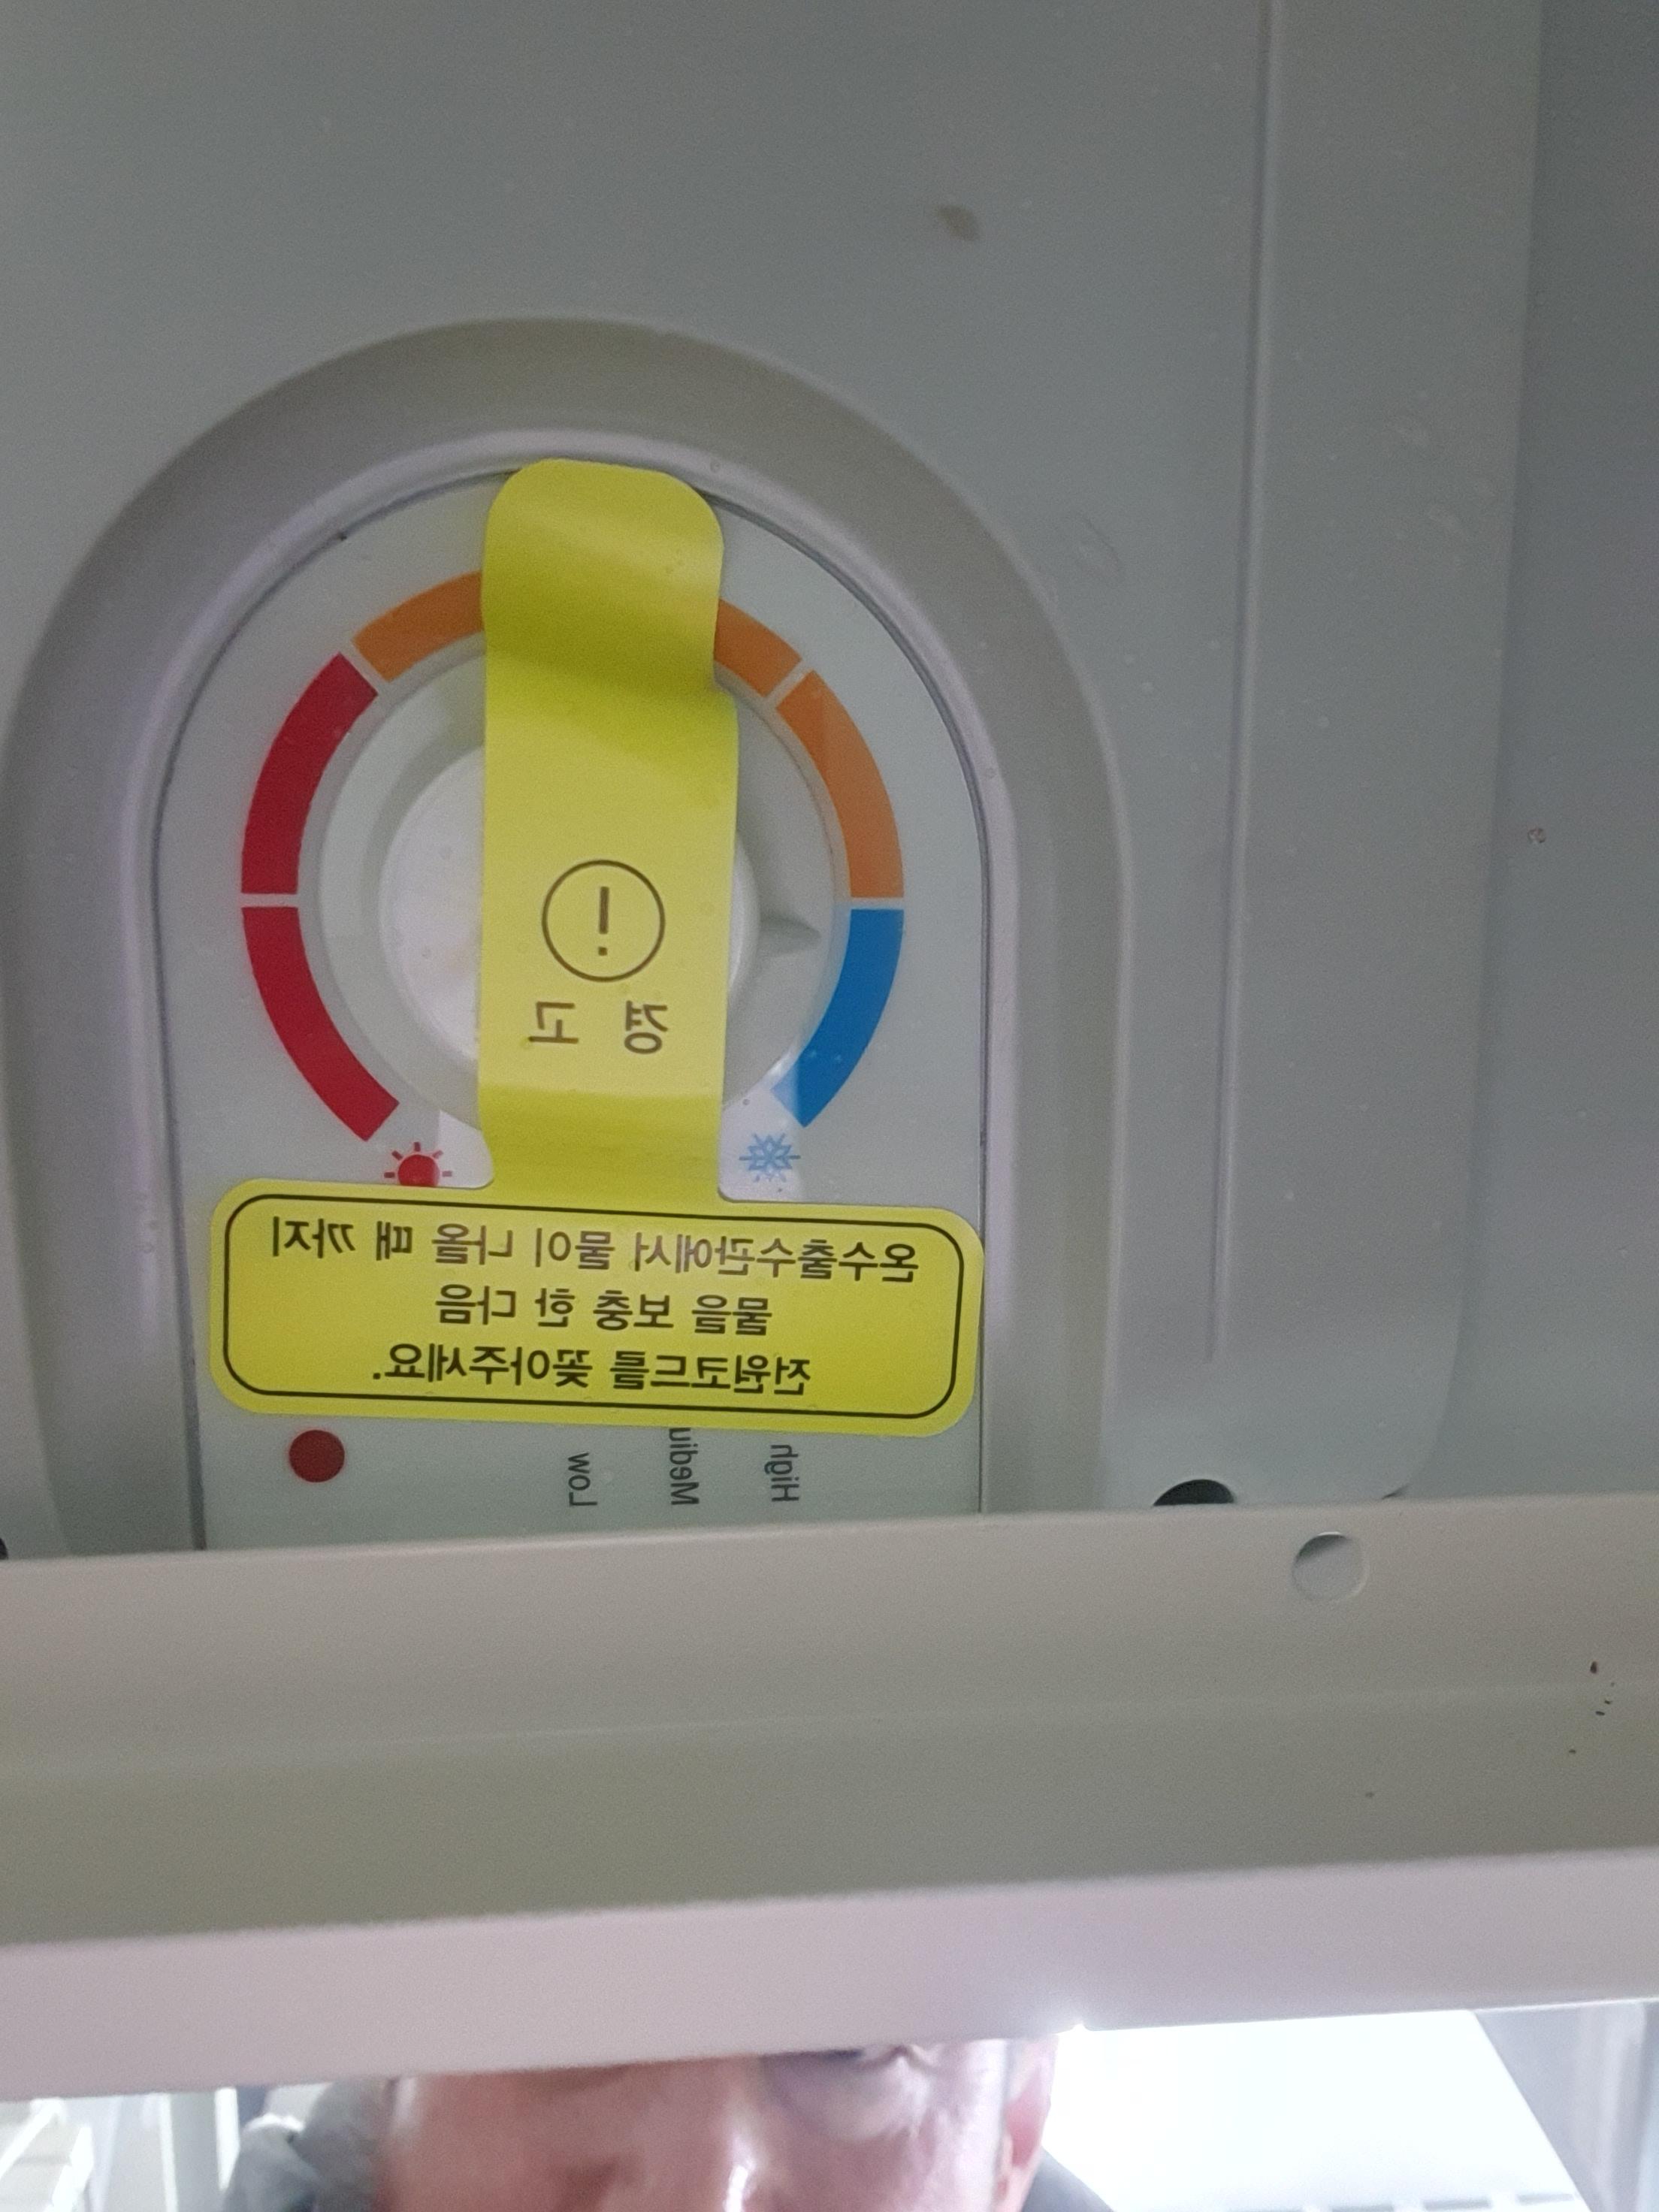 경 고
온수출수관에서 물이 나올 때 까지
물을 보충 한 다음
전원코드를 꽂아주세요.
Low
Mediu
High